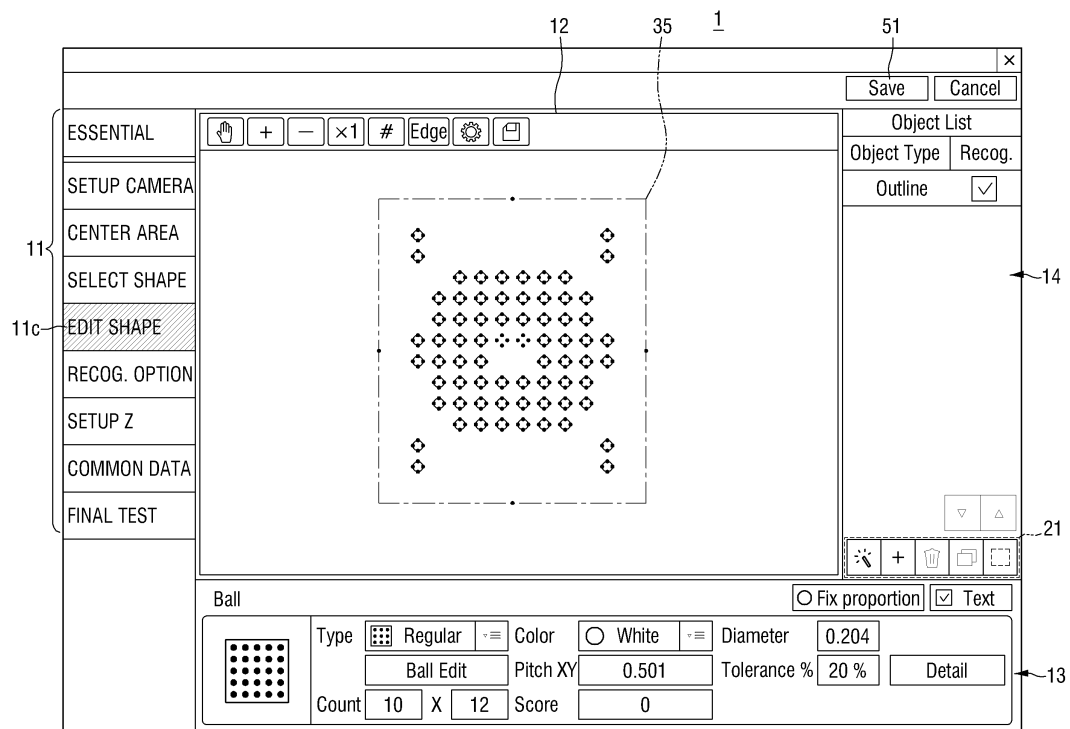 1
12
35
51
×
Save Cancel
ESSENTIAL
SETUP CAMERA
CENTER AREA
SELECT SHAPE
EDIT SHAPE
RECOG. OPTION
SETUP Z
COMMON DATA
FINAL TEST
11
11c
+ − ×1 # Edge
Object List
Object Type Recog.
Outline
14
21
+
Ball
Fix proportion Text
Type Regular Color White Diameter 0.204
Ball Edit Pitch XY 0.501 Tolerance % 20 % Detail
Count 10 X 12 Score 0
13